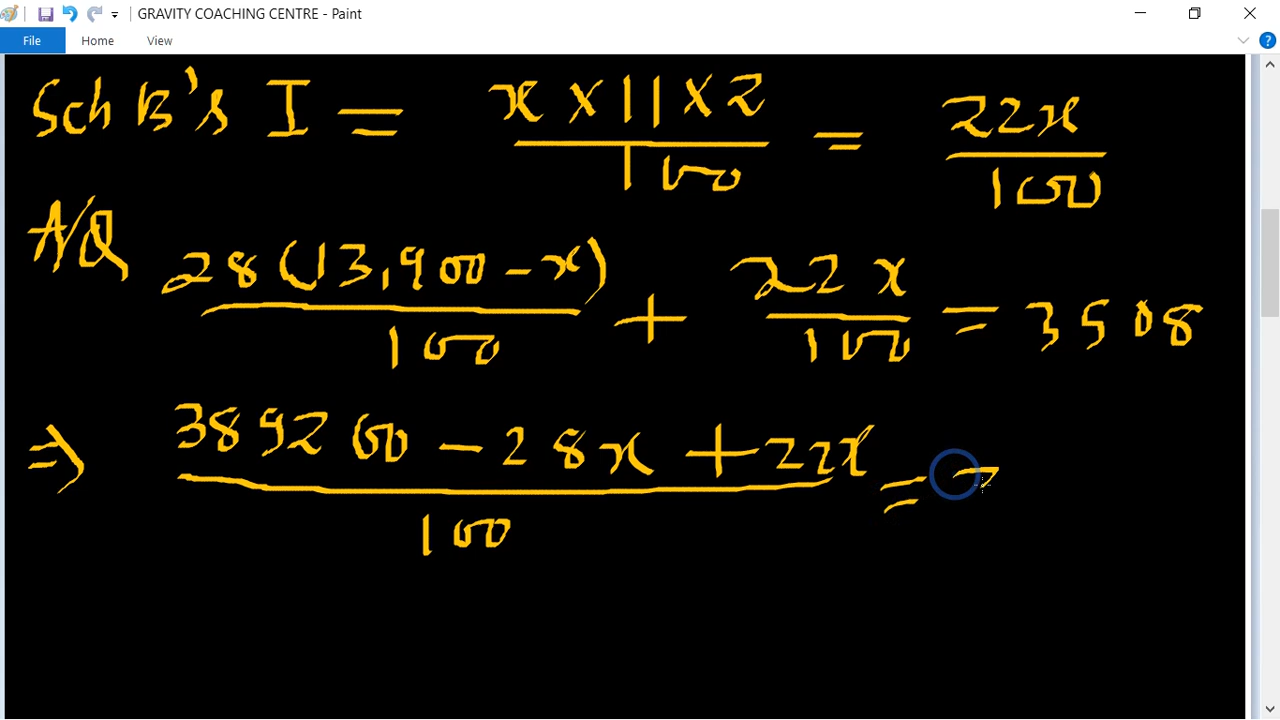 GRAVITY COACHING CENTRE - Paint
File Home View
Sch B's I = x × 11 × 2 / 100 = 22x / 100
A/Q
28(13,900 - x) / 100 + 22x / 100 = 3508
⇒ 389200 - 28x + 22x / 100 =